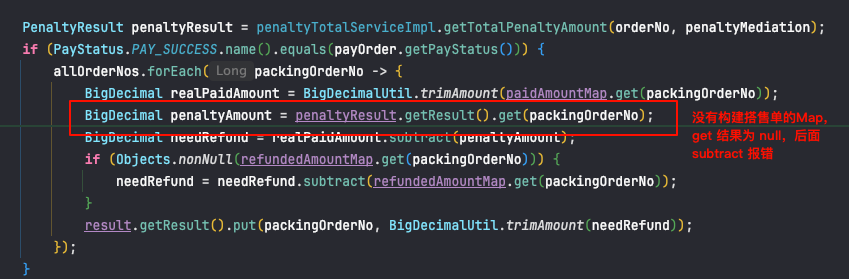 PenaltyResult penaltyResult = penaltyTotalServiceImpl.getTotalPenaltyAmount(orderNo, penaltyMediation);
if (PayStatus.PAY_SUCCESS.name().equals(payOrder.getPayStatus())) {
allOrderNos.forEach( Long packingOrderNo -> {
BigDecimal realPaidAmount = BigDecimalUtil.trimAmount(paidAmountMap.get(packingOrderNo));
BigDecimal penaltyAmount = penaltyResult.getResult().get(packingOrderNo);
没有构建搭售单的Map,
get 结果为 null，后面
subtract 报错
BigDecimal needRefund = realPaidAmount.subtract(penaltyAmount);
if (Objects.nonNull(refundedAmountMap.get(packingOrderNo))) {
needRefund = needRefund.subtract(refundedAmountMap.get(packingOrderNo));
}
result.getResult().put(packingOrderNo, BigDecimalUtil.trimAmount(needRefund));
});
}